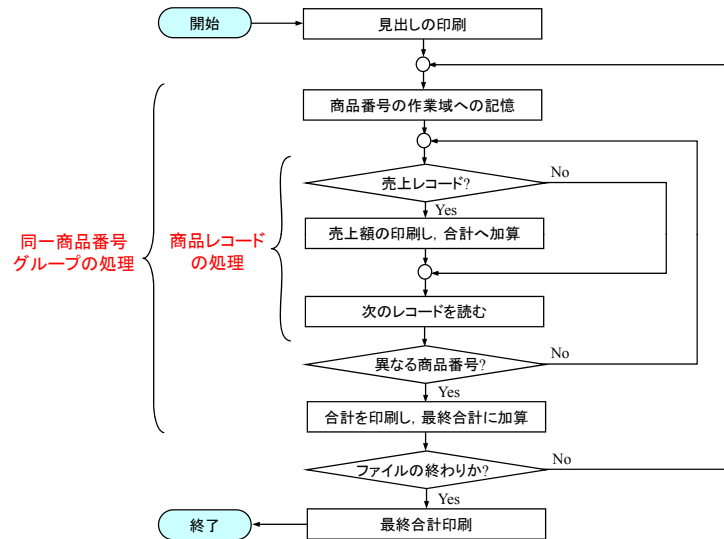 開始
見出しの印刷
商品番号の作業域への記憶
売上レコード?
No
Yes
売上額の印刷し，合計へ加算
同一商品番号
グループの処理
商品レコード
の処理
次のレコードを読む
異なる商品番号?
No
Yes
合計を印刷し，最終合計に加算
ファイルの終わりか?
No
Yes
終了
最終合計印刷